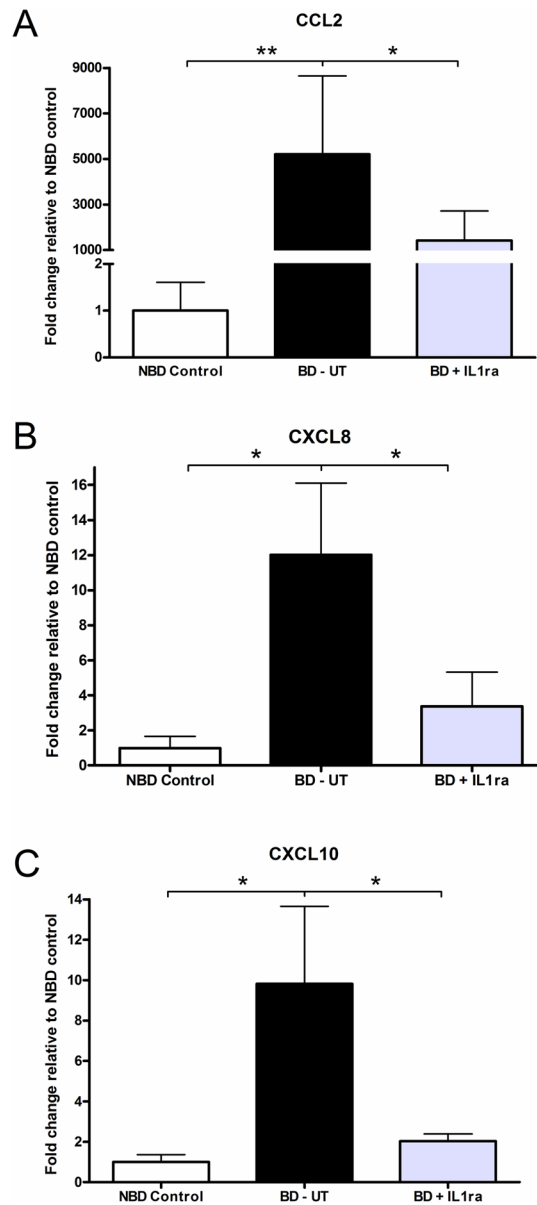 A
CCL2
** *
Fold change relative to NBD control
9000
7000
5000
3000
1000
2
1
0
NBD Control BD - UT BD + IL1ra
B
CXCL8
* *
Fold change relative to NBD control
16
14
12
10
8
6
4
2
0
NBD Control BD - UT BD + IL1ra
C
CXCL10
* *
Fold change relative to NBD control
14
12
10
8
6
4
2
0
NBD Control BD - UT BD + IL1ra